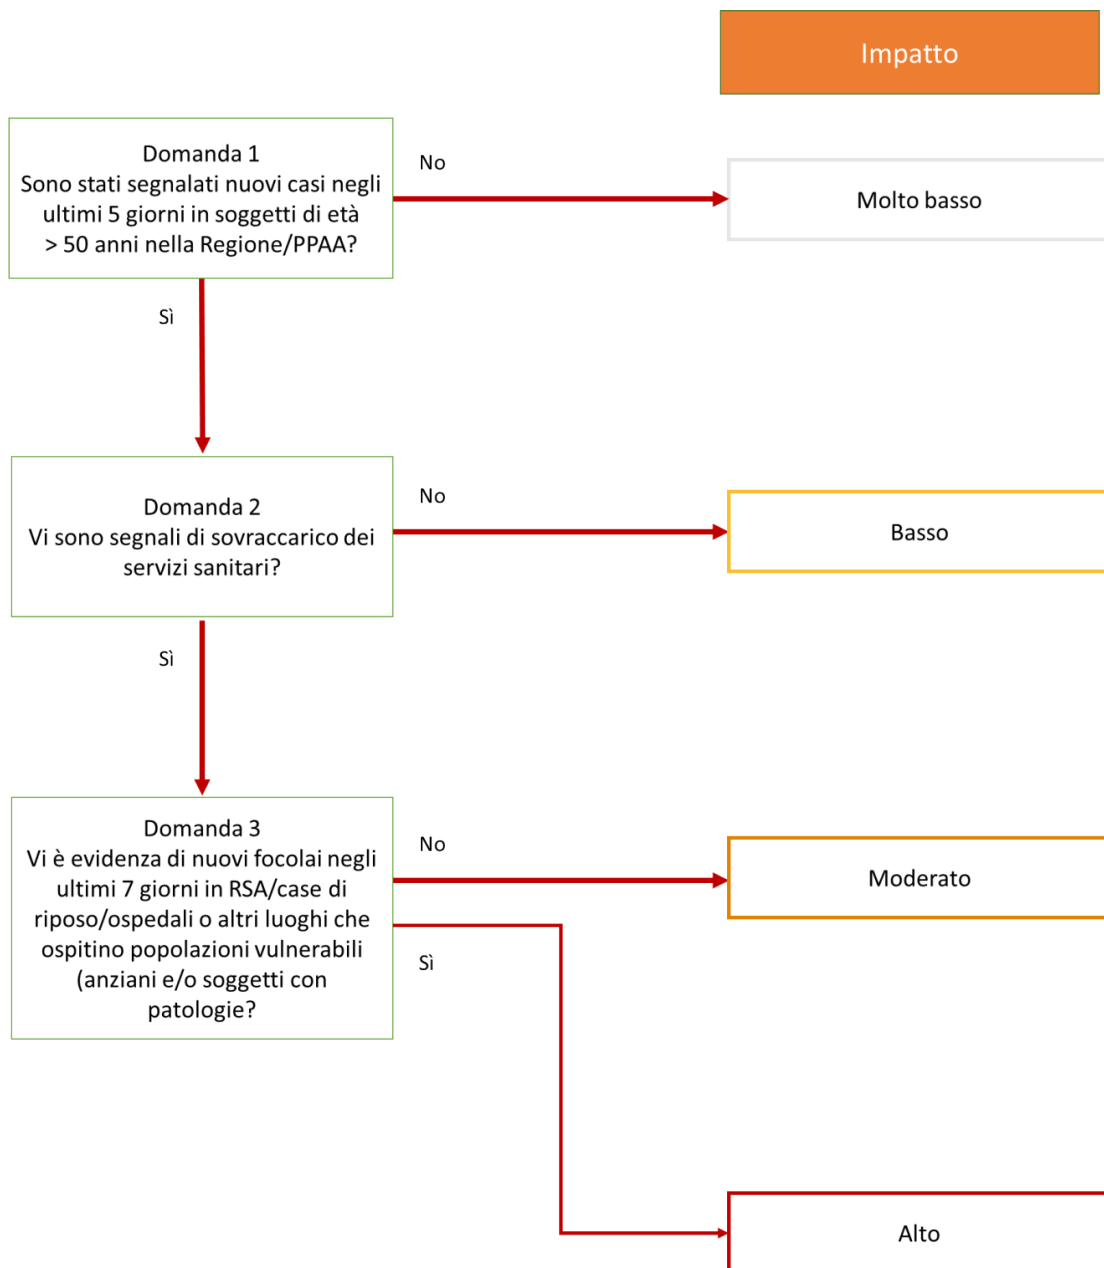 Impatto
Domanda 1
Sono stati segnalati nuovi casi negli
ultimi 5 giorni in soggetti di età
> 50 anni nella Regione/PPAA?
No
Molto basso
Sì
Domanda 2
Vi sono segnali di sovraccarico dei
servizi sanitari?
No
Basso
Sì
Domanda 3
Vi è evidenza di nuovi focolai negli
ultimi 7 giorni in RSA/case di
riposo/ospedali o altri luoghi che
ospitino popolazioni vulnerabili
(anziani e/o soggetti con
patologie?
No
Moderato
Sì
Alto